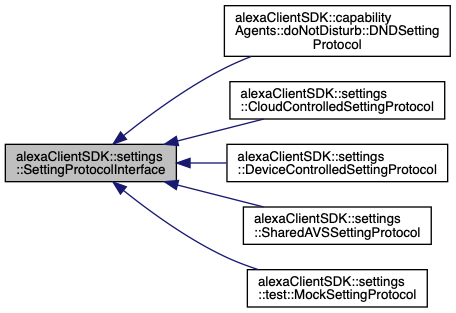 alexaClientSDK::capability
Agents::doNotDisturb::DNDSetting
Protocol
alexaClientSDK::settings
::CloudControlledSettingProtocol
alexaClientSDK::settings
::SettingProtocolInterface
alexaClientSDK::settings
::DeviceControlledSettingProtocol
alexaClientSDK::settings
::SharedAVSSettingProtocol
alexaClientSDK::settings
::test::MockSettingProtocol